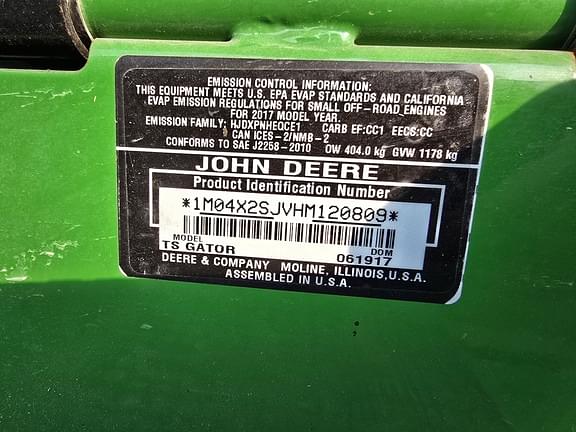 EMISSION CONTROL INFORMATION:
THIS EQUIPMENT MEETS U.S. EPA EVAP STANDARDS AND CALIFORNIA
EVAP EMISSION REGULATIONS FOR SMALL OFF-ROAD ENGINES
FOR 2017 MODEL YEAR.
EMISSION FAMILY: HJDXPNHEQCE1 CARB EF:CC1 EECS:CC
CAN ICES-2/NMB-2
CONFORMS TO SAE J2258-2010 OW 404.0 kg GVW 1178 kg
JOHN DEERE
Product Identification Number
*1M04X2SJVHM120809*
MODEL DOM
TS GATOR 061917
DEERE & COMPANY MOLINE, ILLINOIS, U.S.A.
ASSEMBLED IN U.S.A.